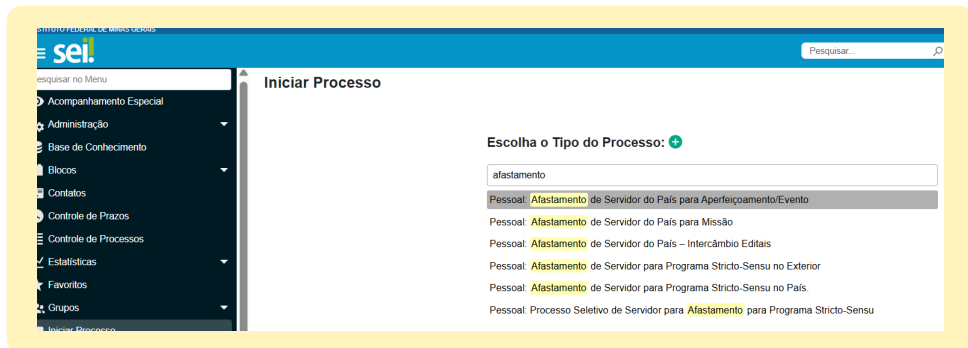 INSTITUTO FEDERAL DE MINAS GERAIS
sei!
Pesquisar...
esquisar no Menu
Iniciar Processo
Acompanhamento Especial
Administração
Base de Conhecimento
Blocos
Contatos
Controle de Prazos
Controle de Processos
Estatísticas
Favoritos
Grupos
Iniciar Processo
Escolha o Tipo do Processo:
afastamento
Pessoal: Afastamento de Servidor do País para Aperfeiçoamento/Evento
Pessoal: Afastamento de Servidor do País para Missão
Pessoal: Afastamento de Servidor do País – Intercâmbio Editais
Pessoal: Afastamento de Servidor para Programa Stricto-Sensu no Exterior
Pessoal: Afastamento de Servidor para Programa Stricto-Sensu no País.
Pessoal: Processo Seletivo de Servidor para Afastamento para Programa Stricto-Sensu